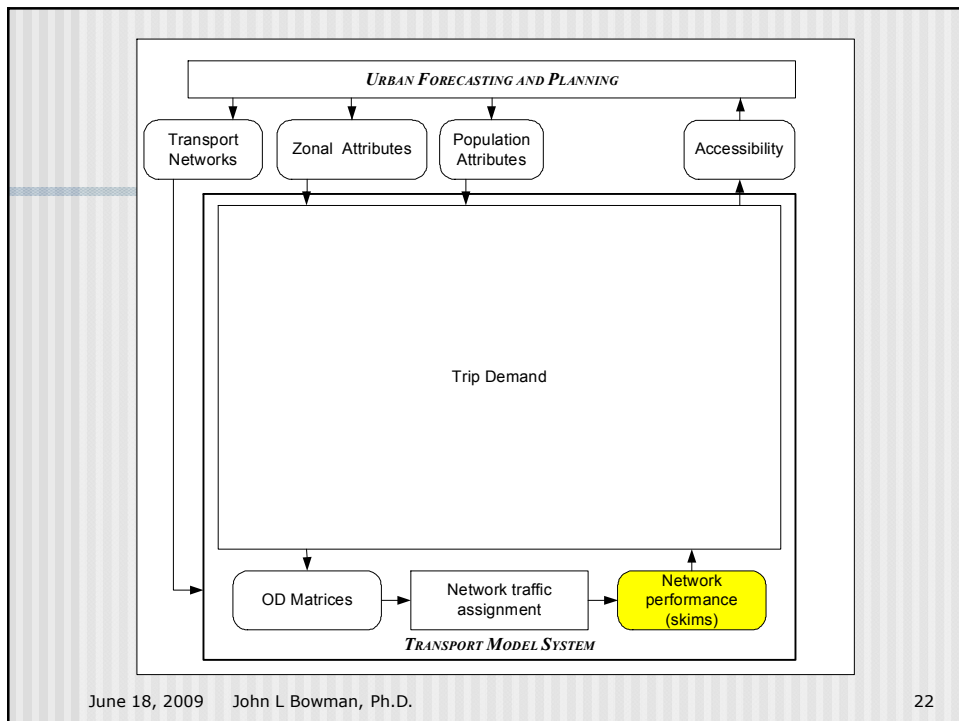 URBAN FORECASTING AND PLANNING
Transport
Networks
Zonal Attributes
Population
Attributes
Accessibility
Trip Demand
OD Matrices
Network traffic
assignment
Network
performance
(skims)
TRANSPORT MODEL SYSTEM
June 18, 2009 John L Bowman, Ph.D. 22